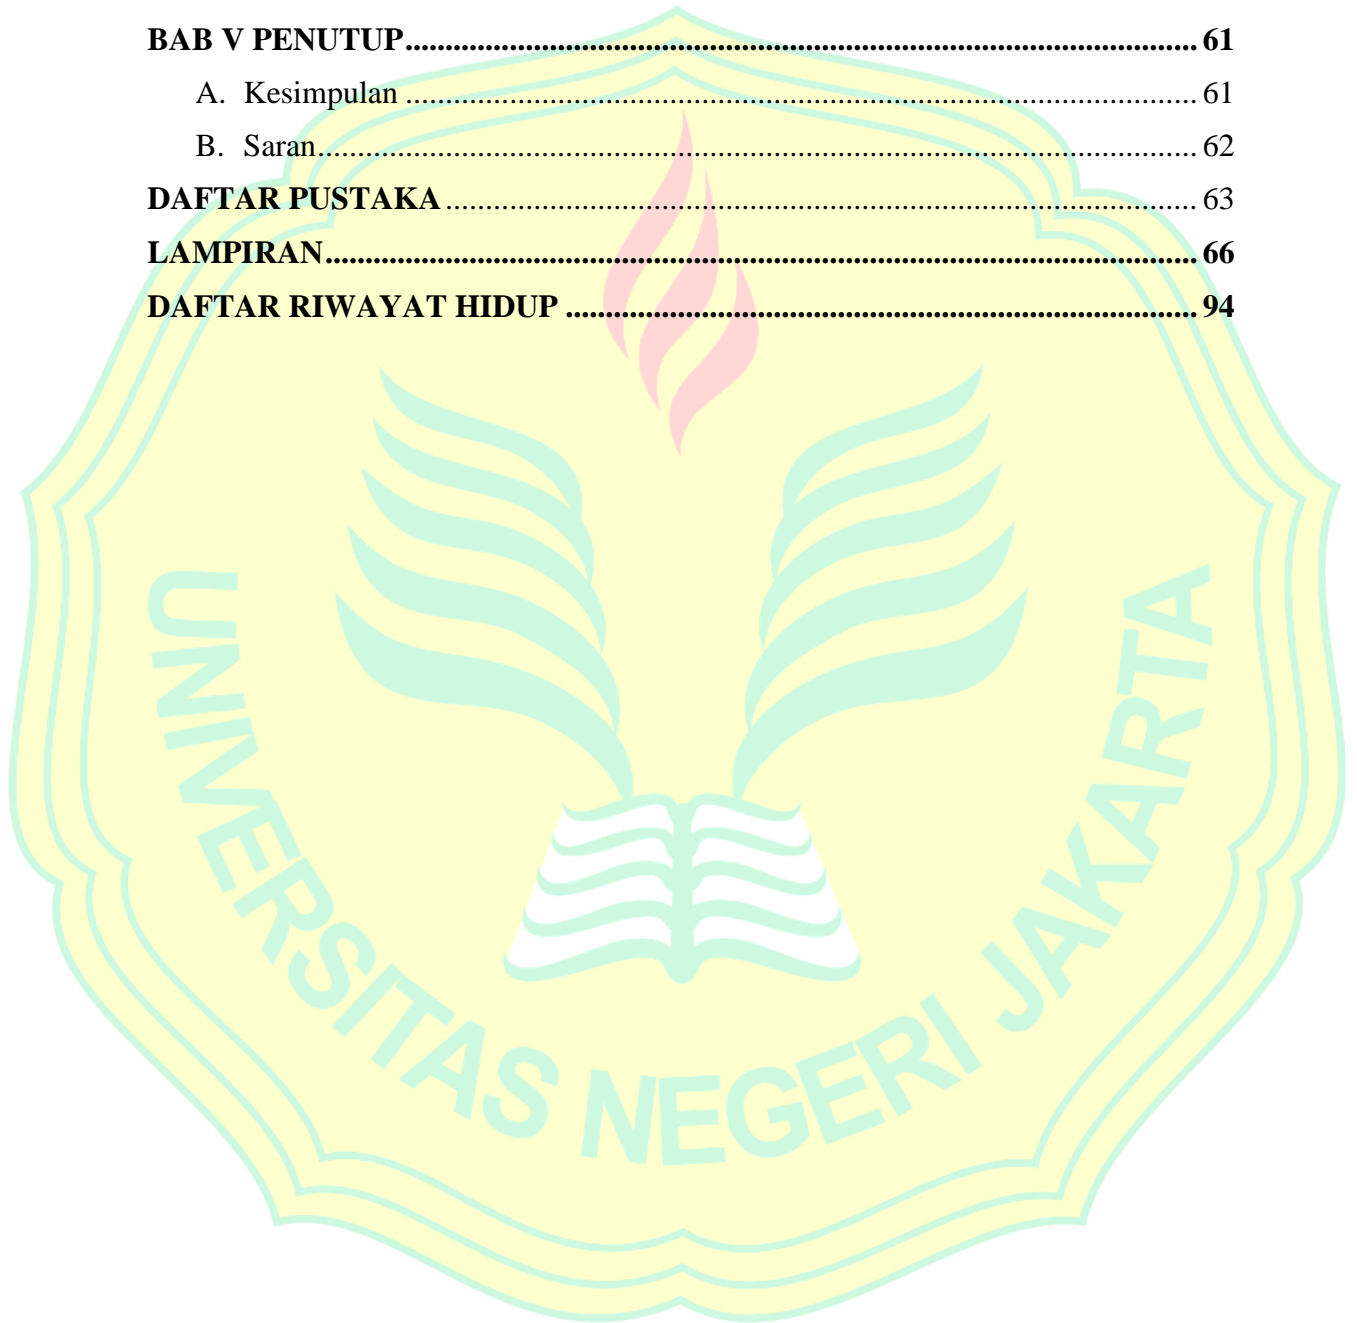 BAB V PENUTUP.......................................................................................................... 61
A. Kesimpulan ................................................................................................... 61
B. Saran.............................................................................................................. 62
DAFTAR PUSTAKA .............................................................................................. 63
LAMPIRAN............................................................................................................. 66
DAFTAR RIWAYAT HIDUP ............................................................................... 94
UNIVERSITAS NEGERI JAKARTA